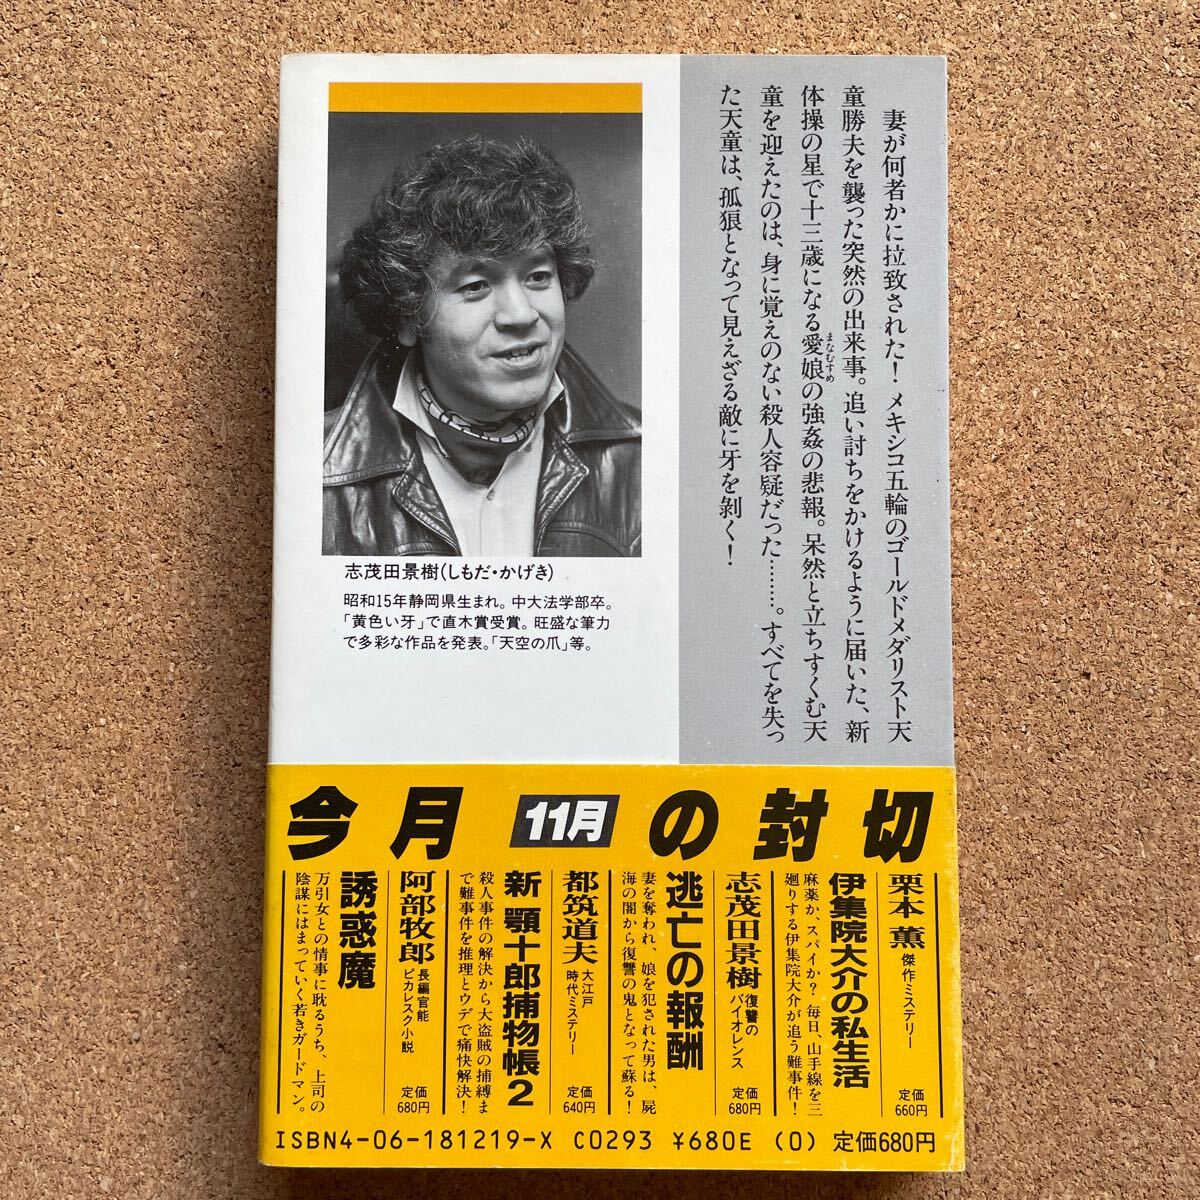 妻が何者かに拉致された！メキシコ五輪のゴールドメダリスト天
童勝夫を襲った突然の出来事。追い討ちをかけるように届いた、新
体操の星で十三歳になる愛娘の強姦の悲報。呆然と立ちすくむ天
まなむすめ
童を迎えたのは、身に覚えのない殺人容疑だった……。すべてを失っ
た天童は、孤狼となって見えざる敵に牙を剝く！
志茂田景樹(しもだ・かげき)
昭和15年静岡県生まれ。中大法学部卒。
「黄色い牙」で直木賞受賞。旺盛な筆力
で多彩な作品を発表。「天空の爪」等。
今月11月の封切
栗本 薫 傑作ミステリー
定価
660円
伊集院大介の私生活
麻薬か、スパイか？ 毎日、山手線を三
廻りする伊集院大介が追う難事件！
志茂田景樹 復讐の
バイオレンス
定価
680円
逃亡の報酬
妻を奪われ、娘を犯された男は、屍
海の闇から復讐の鬼となって蘇る！
都筑道夫 大江戸
時代ミステリー
定価
640円
新 顎十郎捕物帳2
殺人事件の解決から大盗賊の捕縛ま
で難事件を推理とウデで痛快解決！
阿部牧郎 長編官能
ピカレスク小説
定価
680円
誘惑魔
万引女との情事に耽るうち、上司の
陰謀にはまっていく若きガードマン。
ISBN4-06-181219-X C0293 ¥680E (0) 定価680円